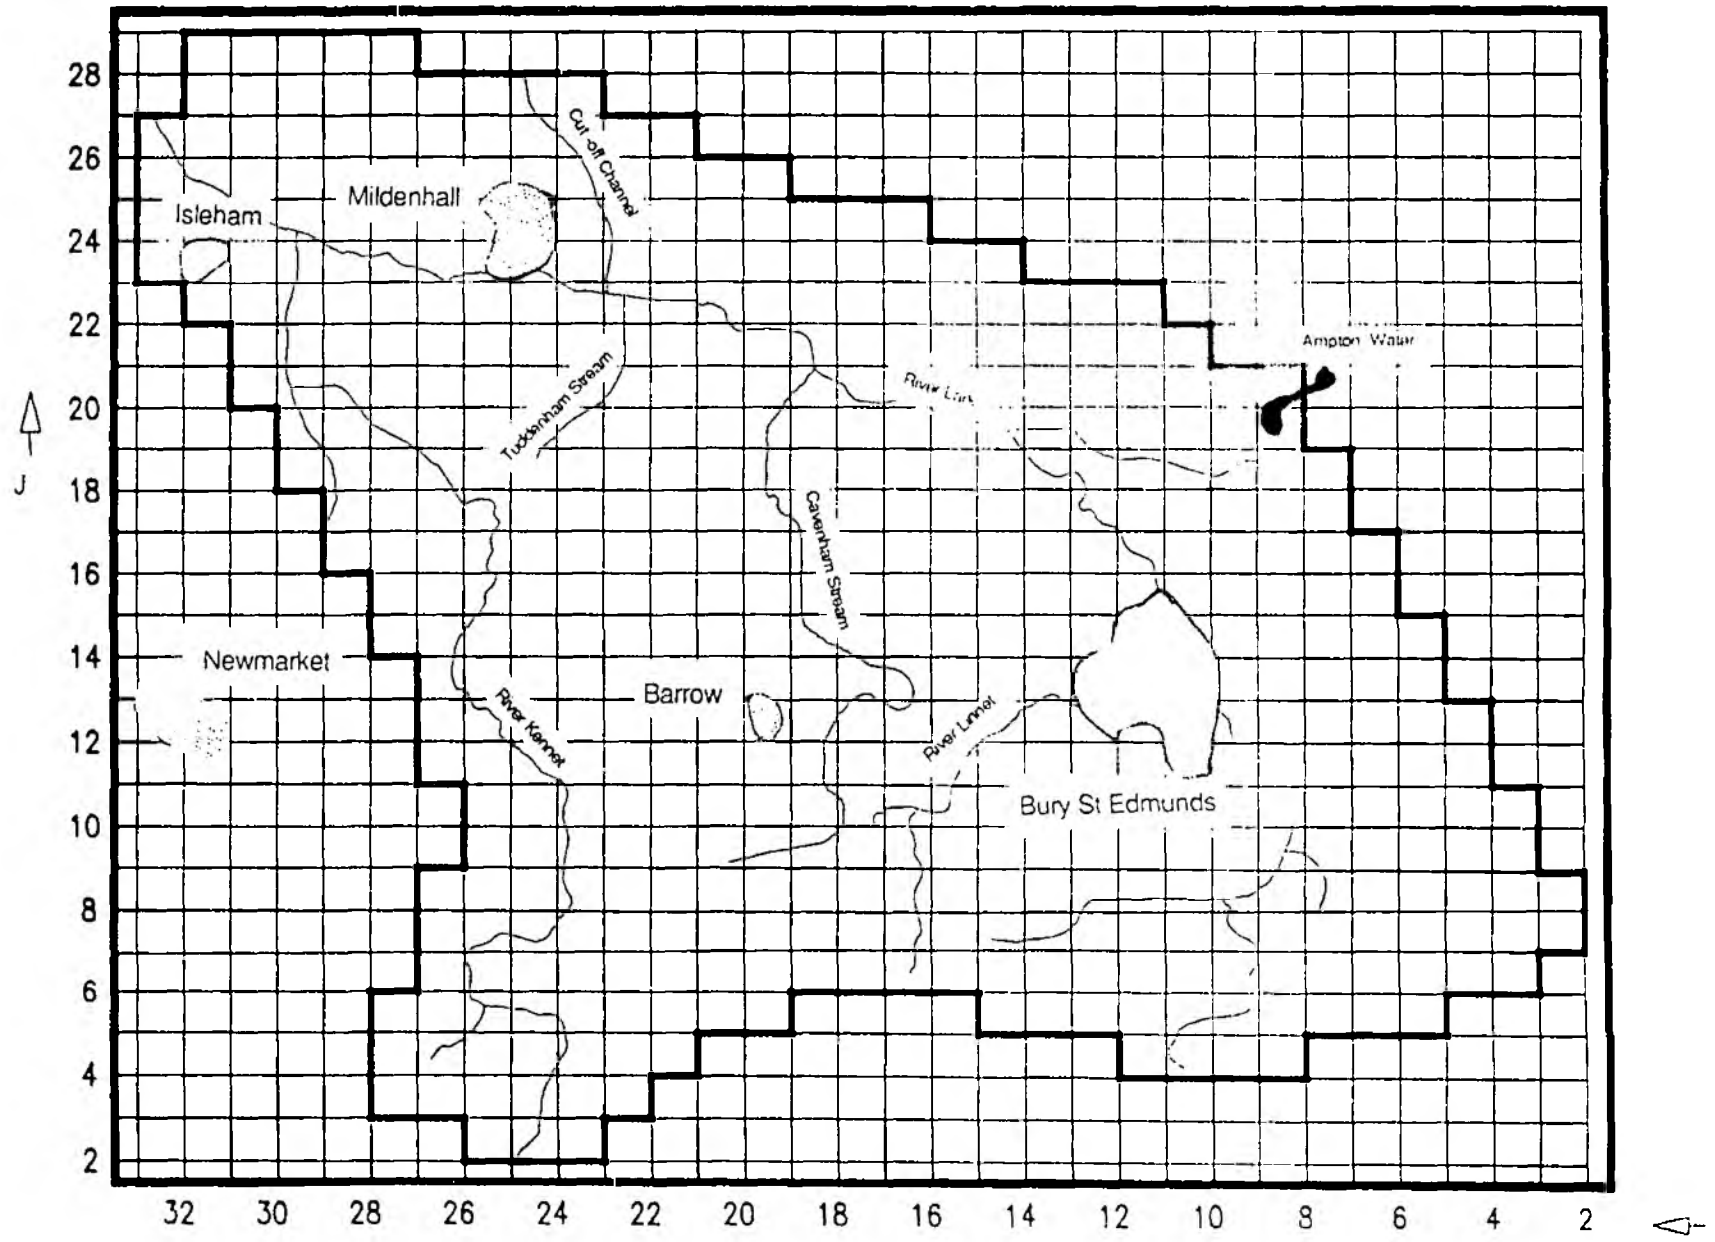 28
Cut-off Channel
26
Mildenhall
Isleham
24
22
Ampton Water
River Lark
20
Tuddenham Stream
J
18
Cavenham Stream
16
14
Newmarket
Barrow
River Kennet
River Linnet
12
Bury St Edmunds
10
8
6
4
2
32 30 28 26 24 22 20 18 16 14 12 10 8 6 4 2